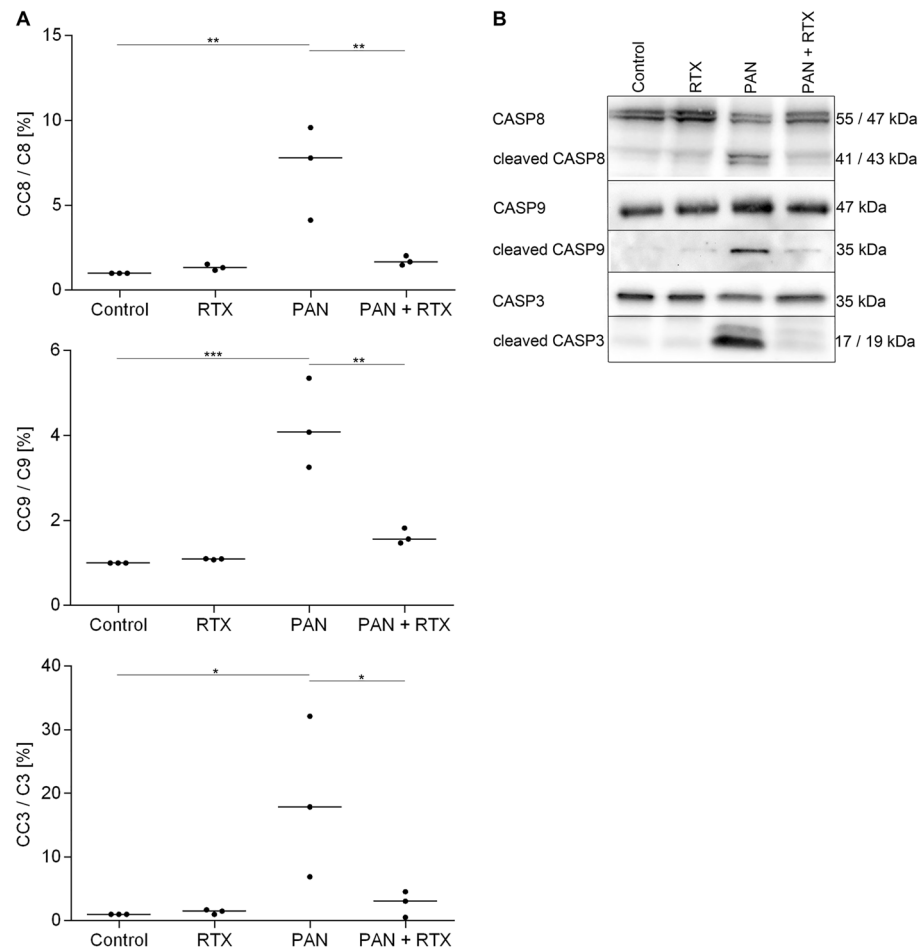 A
CC8 / C8 [%]
15
10
5
0
** **
Control RTX PAN PAN + RTX
CC9 / C9 [%]
6
4
2
0
*** **
Control RTX PAN PAN + RTX
CC3 / C3 [%]
40
30
20
10
0
* *
Control RTX PAN PAN + RTX
B
Control
RTX
PAN
PAN + RTX
CASP8 55 / 47 kDa
cleaved CASP8 41 / 43 kDa
CASP9 47 kDa
cleaved CASP9 35 kDa
CASP3 35 kDa
cleaved CASP3 17 / 19 kDa